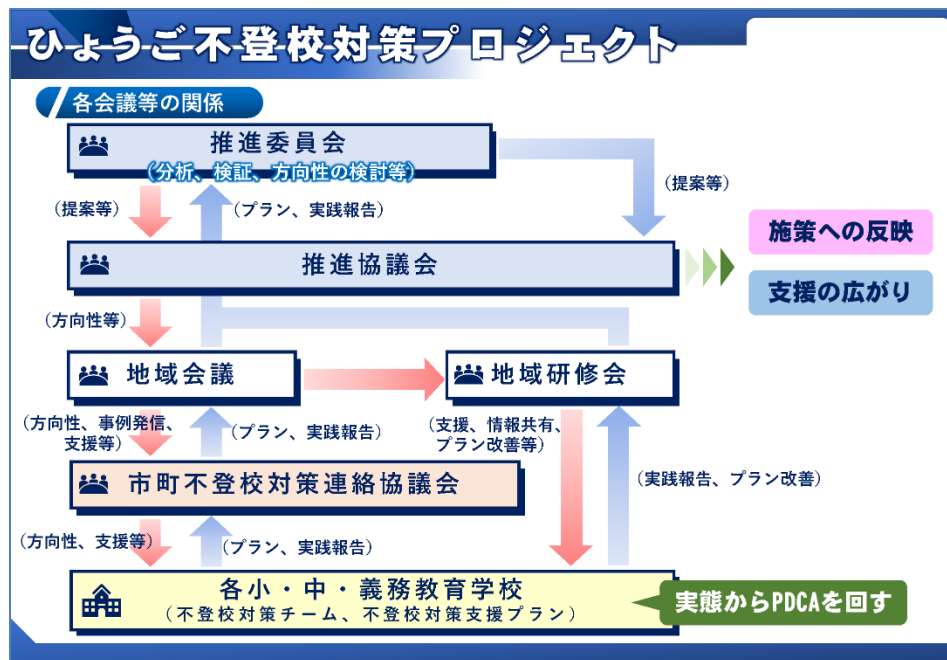 ひょうご不登校対策プロジェクト
各会議等の関係
推進委員会
（分析、検証、方向性の検討等）
（提案等）
（プラン、実践報告）
（提案等）
推進協議会
施策への反映
支援の広がり
（方向性等）
地域会議
地域研修会
（方向性、事例発信、
支援等）
（プラン、実践報告）
（支援、情報共有、
プラン改善等）
（実践報告、プラン改善）
市町不登校対策連絡協議会
（方向性、支援等）
（プラン、実践報告）
各小・中・義務教育学校
（不登校対策チーム、不登校対策支援プラン）
実態からPDCAを回す